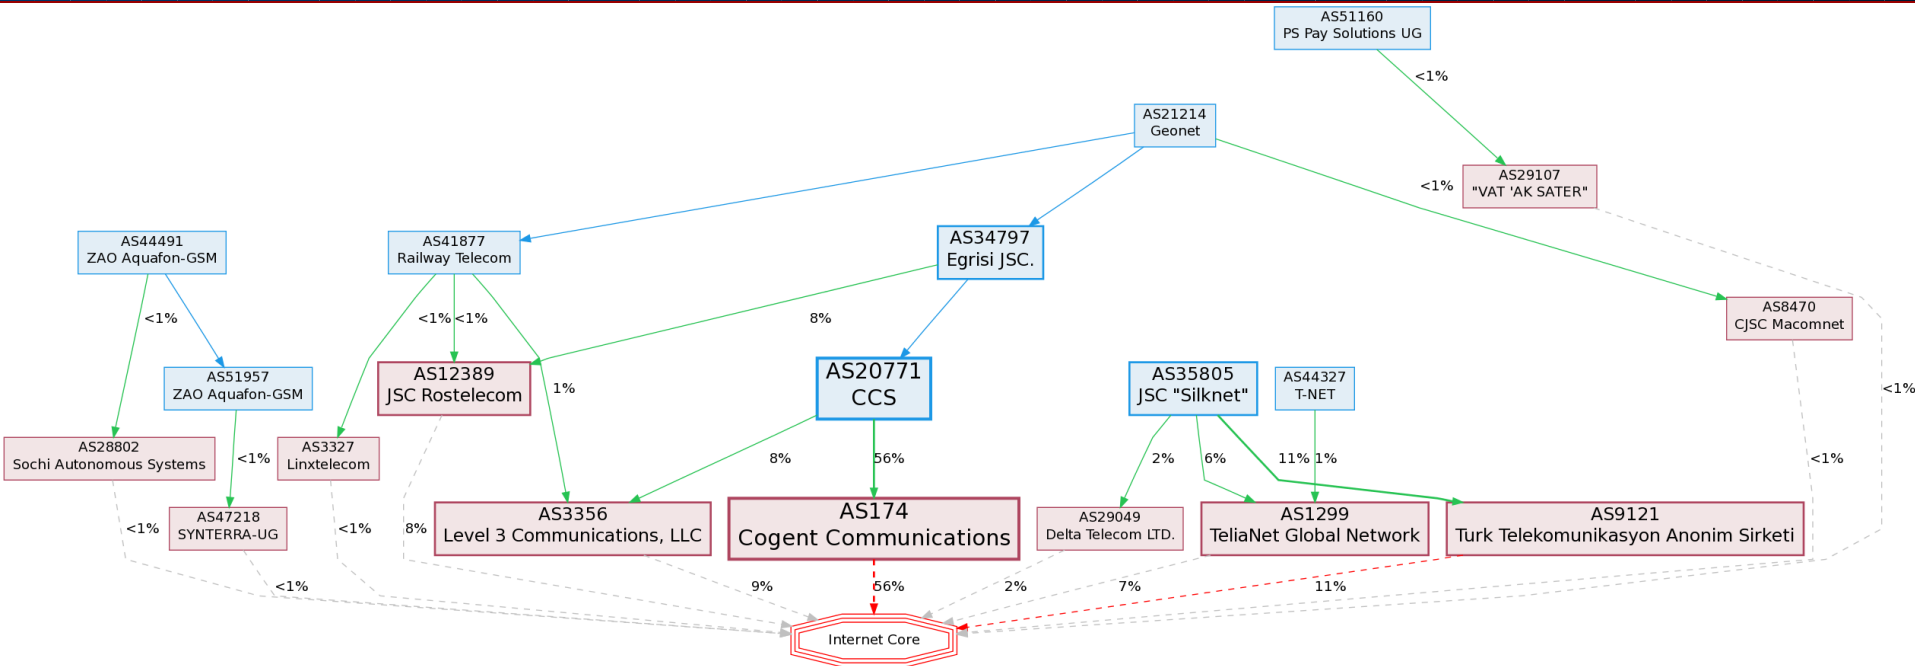 AS51160
PS Pay Solutions UG
<1%
AS21214
Geonet
AS29107
"VAT 'AK SATER"
<1%
AS44491
ZAO Aquafon-GSM
AS41877
Railway Telecom
AS34797
Egrisi JSC.
AS8470
CJSC Macomnet
<1%
<1%
<1%
8%
AS51957
ZAO Aquafon-GSM
AS12389
JSC Rostelecom
1%
AS20771
CCS
AS35805
JSC "Silknet"
AS44327
T-NET
<1%
AS28802
Sochi Autonomous Systems
<1%
AS3327
Linxtelecom
8%
56%
2%
6%
11%
1%
<1%
AS47218
SYNTERRA-UG
<1%
<1%
8%
AS3356
Level 3 Communications, LLC
AS174
Cogent Communications
AS29049
Delta Telecom LTD.
AS1299
TeliaNet Global Network
AS9121
Turk Telekomunikasyon Anonim Sirketi
<1%
9%
56%
2%
7%
11%
Internet Core